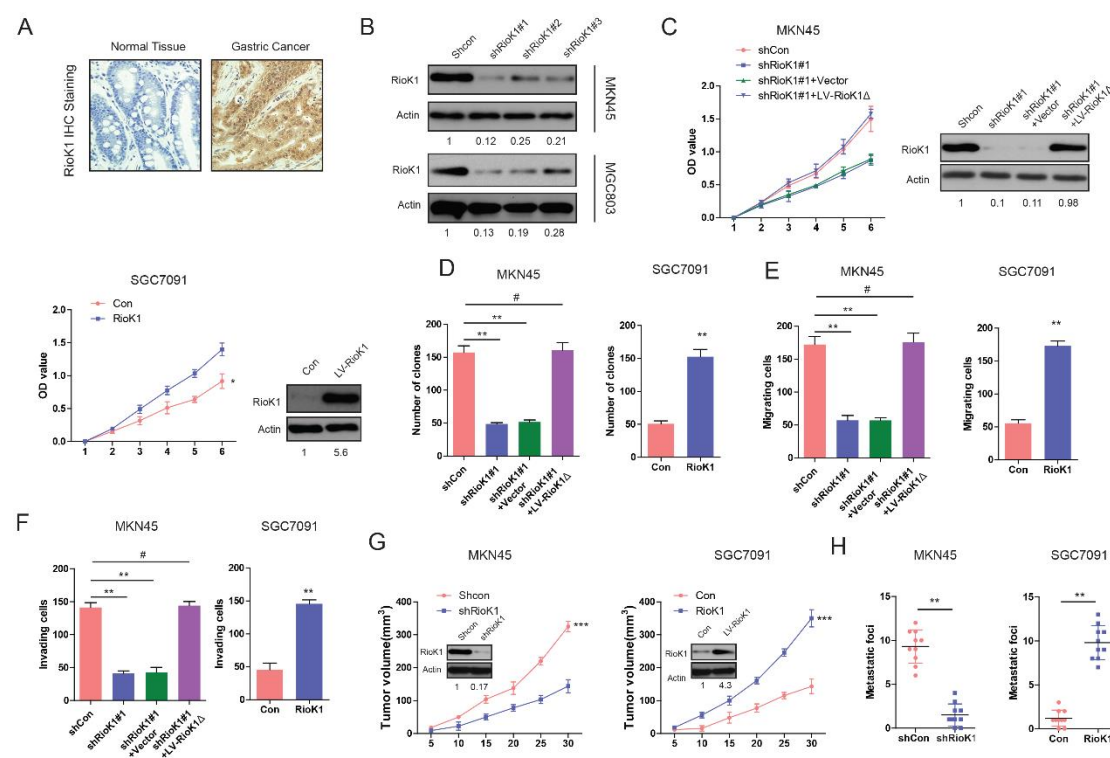 A
Normal Tissue
Gastric Cancer
RioK1 IHC Staining
B
Shcon
shRioK1#1
shRioK1#2
shRioK1#3
RioK1
Actin
1 0.12 0.25 0.21
MKN45
RioK1
Actin
1 0.13 0.19 0.28
MGC803
C
MKN45
shCon
shRioK1#1
shRioK1#1+Vector
shRioK1#1+LV-RioK1Δ
OD value
2.0
1.5
1.0
0.5
0.0
1 2 3 4 5 6
Shcon
shRioK1#1
shRioK1#1
+Vector
shRioK1#1
+LV-RioK1Δ
RioK1
Actin
1 0.1 0.11 0.98
SGC7091
Con
RioK1
OD value
2.0
1.5
1.0
0.5
0.0
*
1 2 3 4 5 6
Con
LV-RioK1
RioK1
Actin
1 5.6
D
MKN45
Number of clones
200
150
100
50
0
#
**
**
shCon
shRioK1#1
shRioK1#1
+Vector
shRioK1#1
+LV-RioK1Δ
SGC7091
Number of clones
200
150
100
50
0
**
Con RioK1
E
MKN45
Migrating cells
200
150
100
50
0
#
**
**
shCon
shRioK1#1
shRioK1#1
+Vector
shRioK1#1
+LV-RioK1Δ
SGC7091
Migrating cells
200
150
100
50
0
**
Con RioK1
F
MKN45
Invading cells
200
150
100
50
0
#
**
**
shCon
shRioK1#1
shRioK1#1
+Vector
shRioK1#1
+LV-RioK1Δ
SGC7091
Invading cells
200
150
100
50
0
**
Con RioK1
G
MKN45
Shcon
shRioK1
Tumor volume(mm³)
400
300
200
100
0
***
Shcon
shRioK1
RioK1
Actin
1 0.17
5 10 15 20 25 30
SGC7091
Con
RioK1
Tumor volume(mm³)
400
300
200
100
0
***
Con
LV-RioK1
RioK1
Actin
1 4.3
5 10 15 20 25 30
H
MKN45
Metastatic foci
15
10
5
0
**
shCon shRioK1
SGC7091
Metastatic foci
15
10
5
0
**
Con RioK1